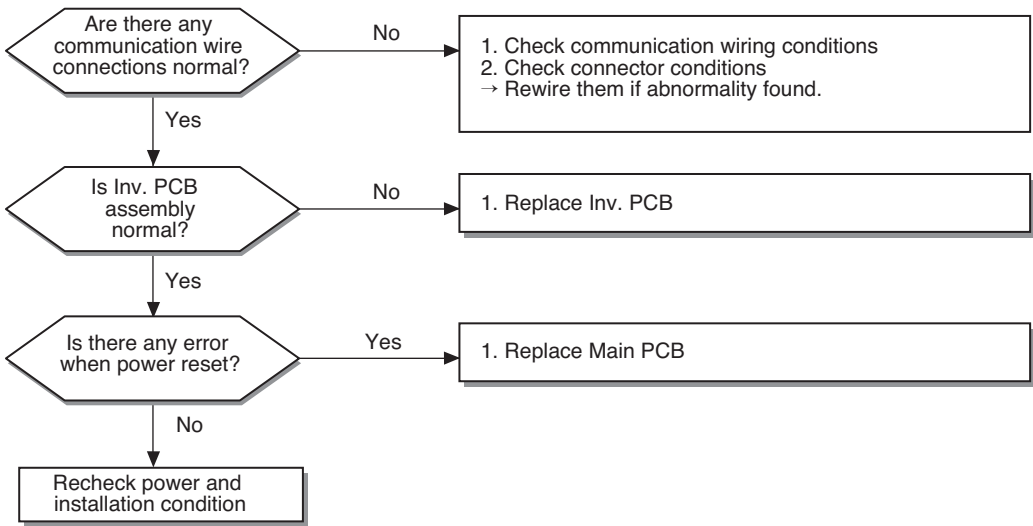 Are there any
communication wire
connections normal?
No
1. Check communication wiring conditions
2. Check connector conditions
→ Rewire them if abnormality found.
Yes
Is Inv. PCB
assembly
normal?
No
1. Replace Inv. PCB
Yes
Is there any error
when power reset?
Yes
1. Replace Main PCB
No
Recheck power and
installation condition